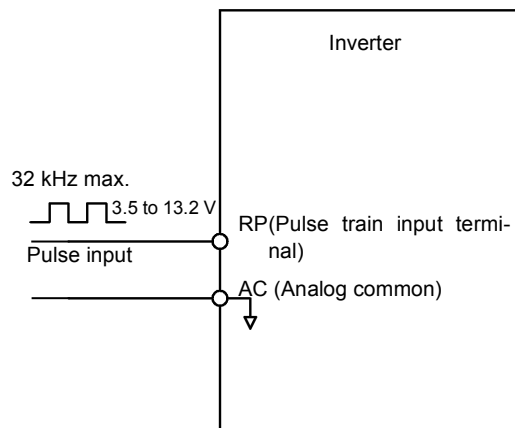 Inverter
32 kHz max.
3.5 to 13.2 V
RP(Pulse train input termi-
nal)
Pulse input
AC (Analog common)